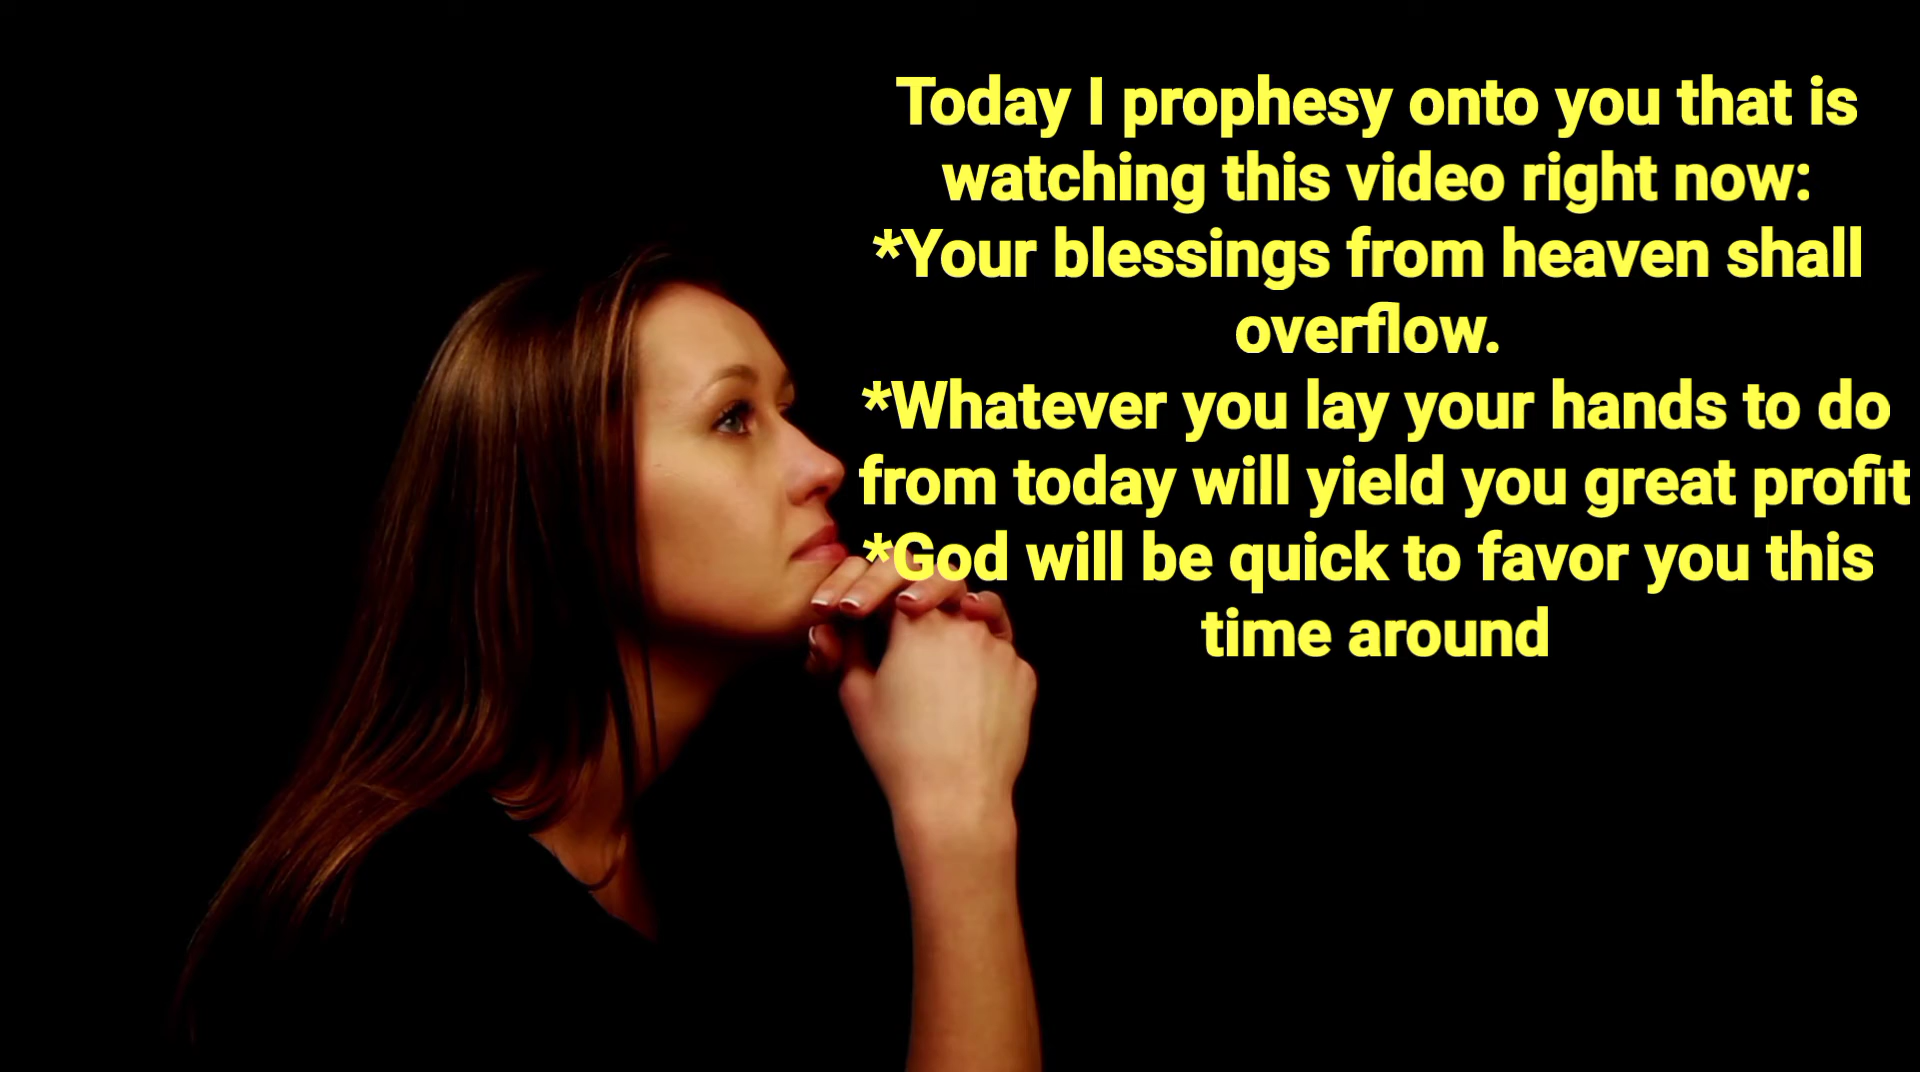 Today I prophesy onto you that is
watching this video right now:
*Your blessings from heaven shall
overflow.
*Whatever you lay your hands to do
from today will yield you great profit
*God will be quick to favor you this
time around